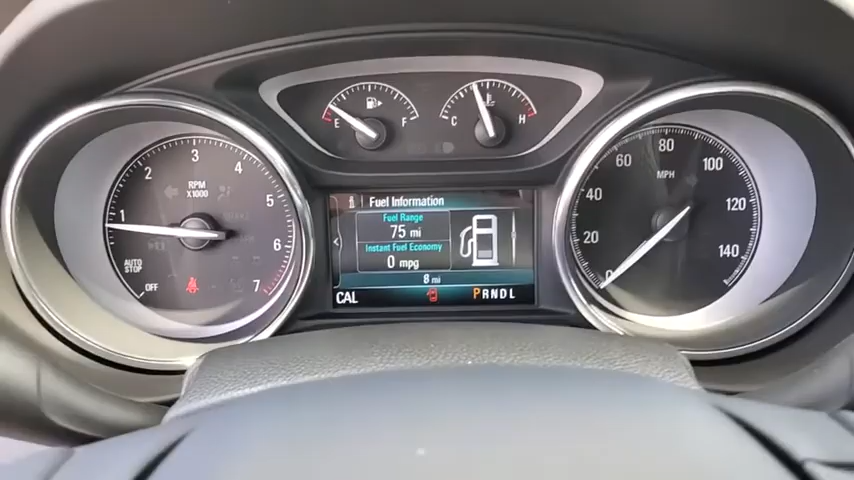 E F
C H
1 2 3 4 5 6 7
RPM
X1000
AUTO
STOP
OFF
Fuel Information
Fuel Range
75 mi
Instant Fuel Economy
0 mpg
8 mi
CAL
PRNDL
0 20 40 60 80 100 120 140
MPH